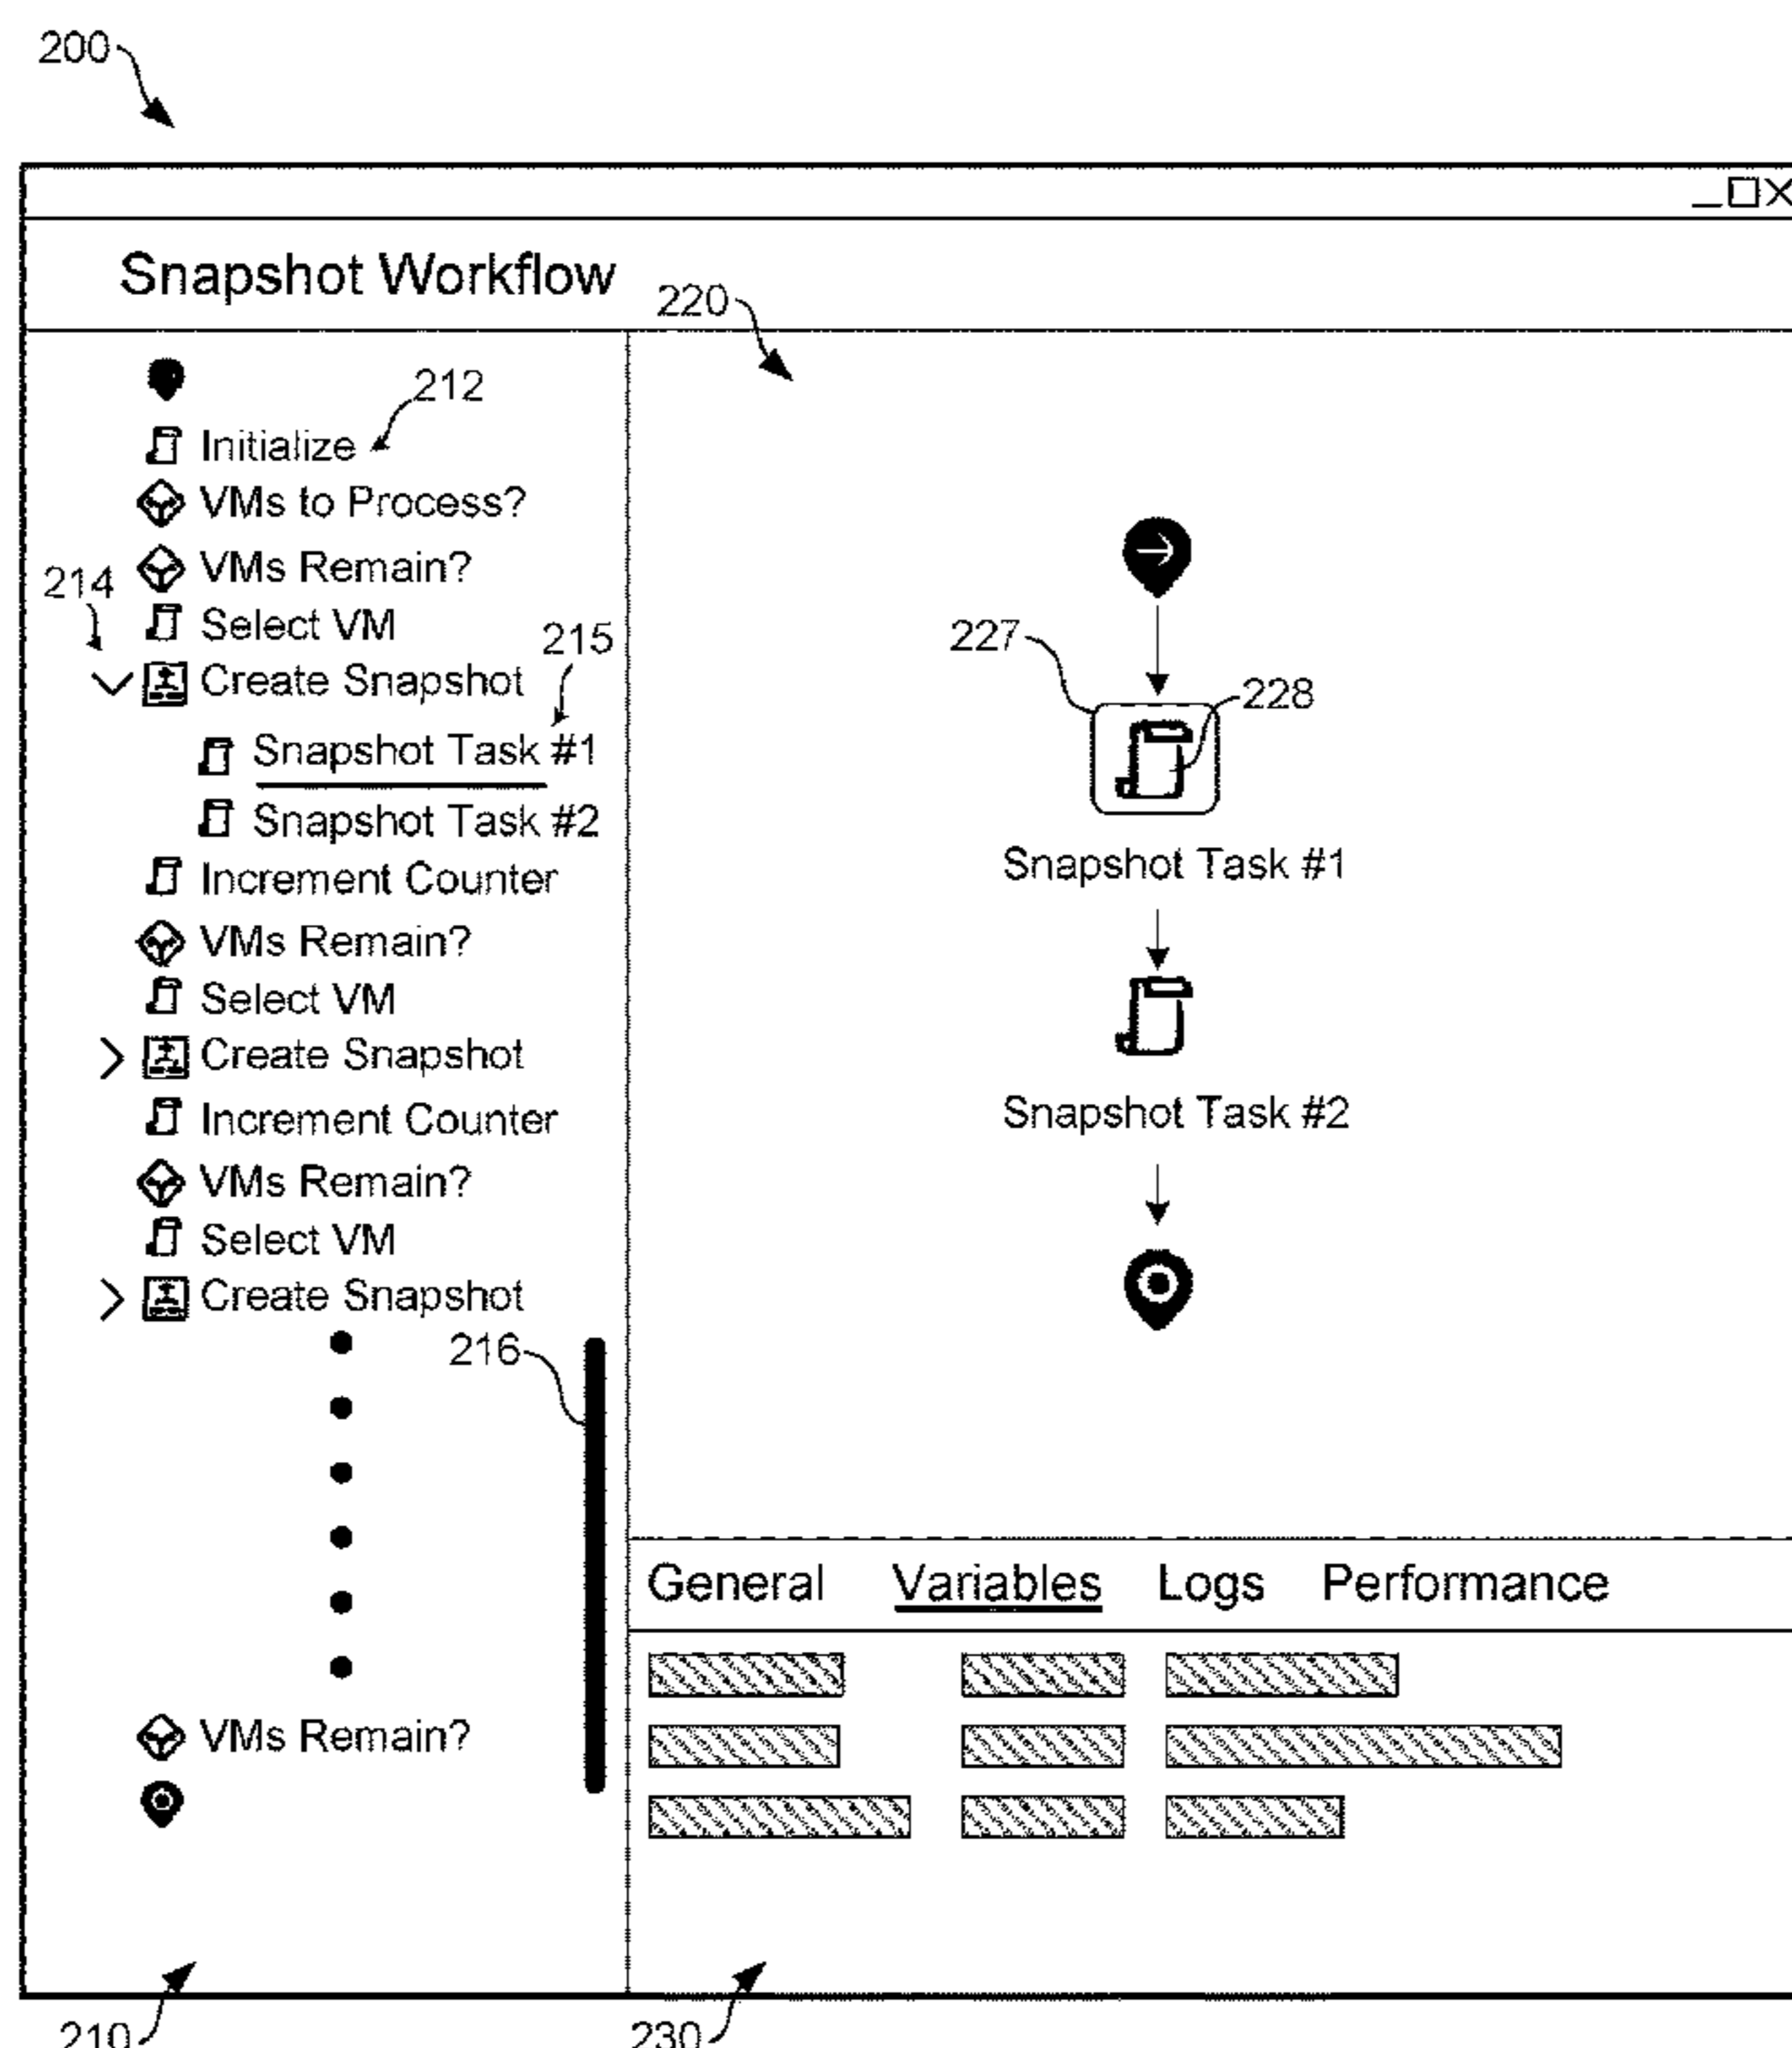 200
Snapshot Workflow
220
212
Initialize
VMs to Process?
VMs Remain?
214
Select VM
215
Create Snapshot
Snapshot Task #1
Snapshot Task #2
Increment Counter
VMs Remain?
Select VM
Create Snapshot
Increment Counter
VMs Remain?
Select VM
Create Snapshot
216
VMs Remain?
227
228
Snapshot Task #1
Snapshot Task #2
General Variables Logs Performance
210
230